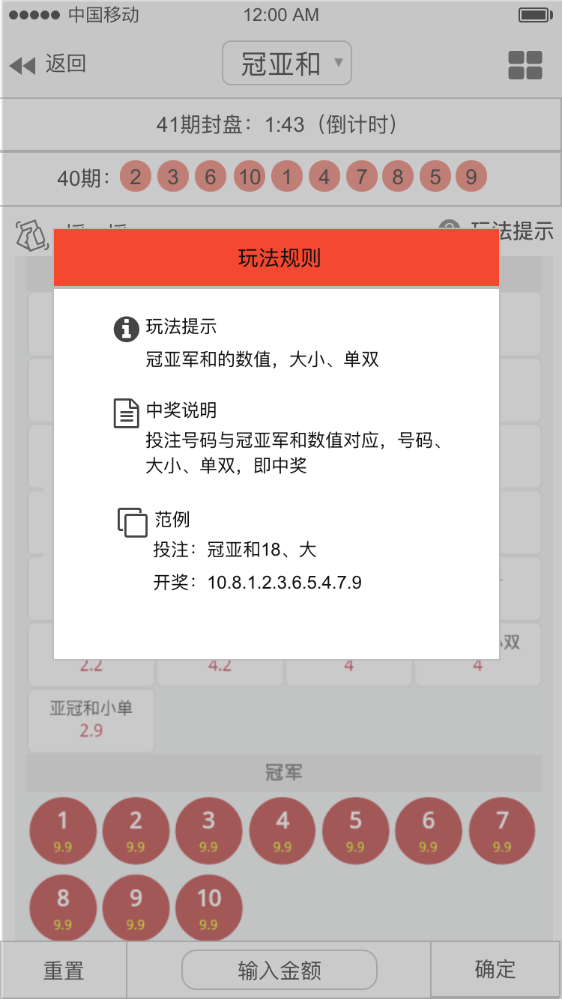 中国移动
12:00 AM
返回
冠亚和
41期封盘：1:43（倒计时）
40期：
2 3 6 10 1 4 7 8 5 9
玩法提示
玩法规则
玩法提示
冠亚军和的数值，大小、单双
中奖说明
投注号码与冠亚军和数值对应，号码、
大小、单双，即中奖
范例
投注：冠亚和18、大
开奖：10.8.1.2.3.6.5.4.7.9
双
2.2 4.2 4 4
亚冠和小单
2.9
冠军
1 2 3 4 5 6 7
9.9 9.9 9.9 9.9 9.9 9.9 9.9
8 9 10
9.9 9.9 9.9
重置
输入金额
确定